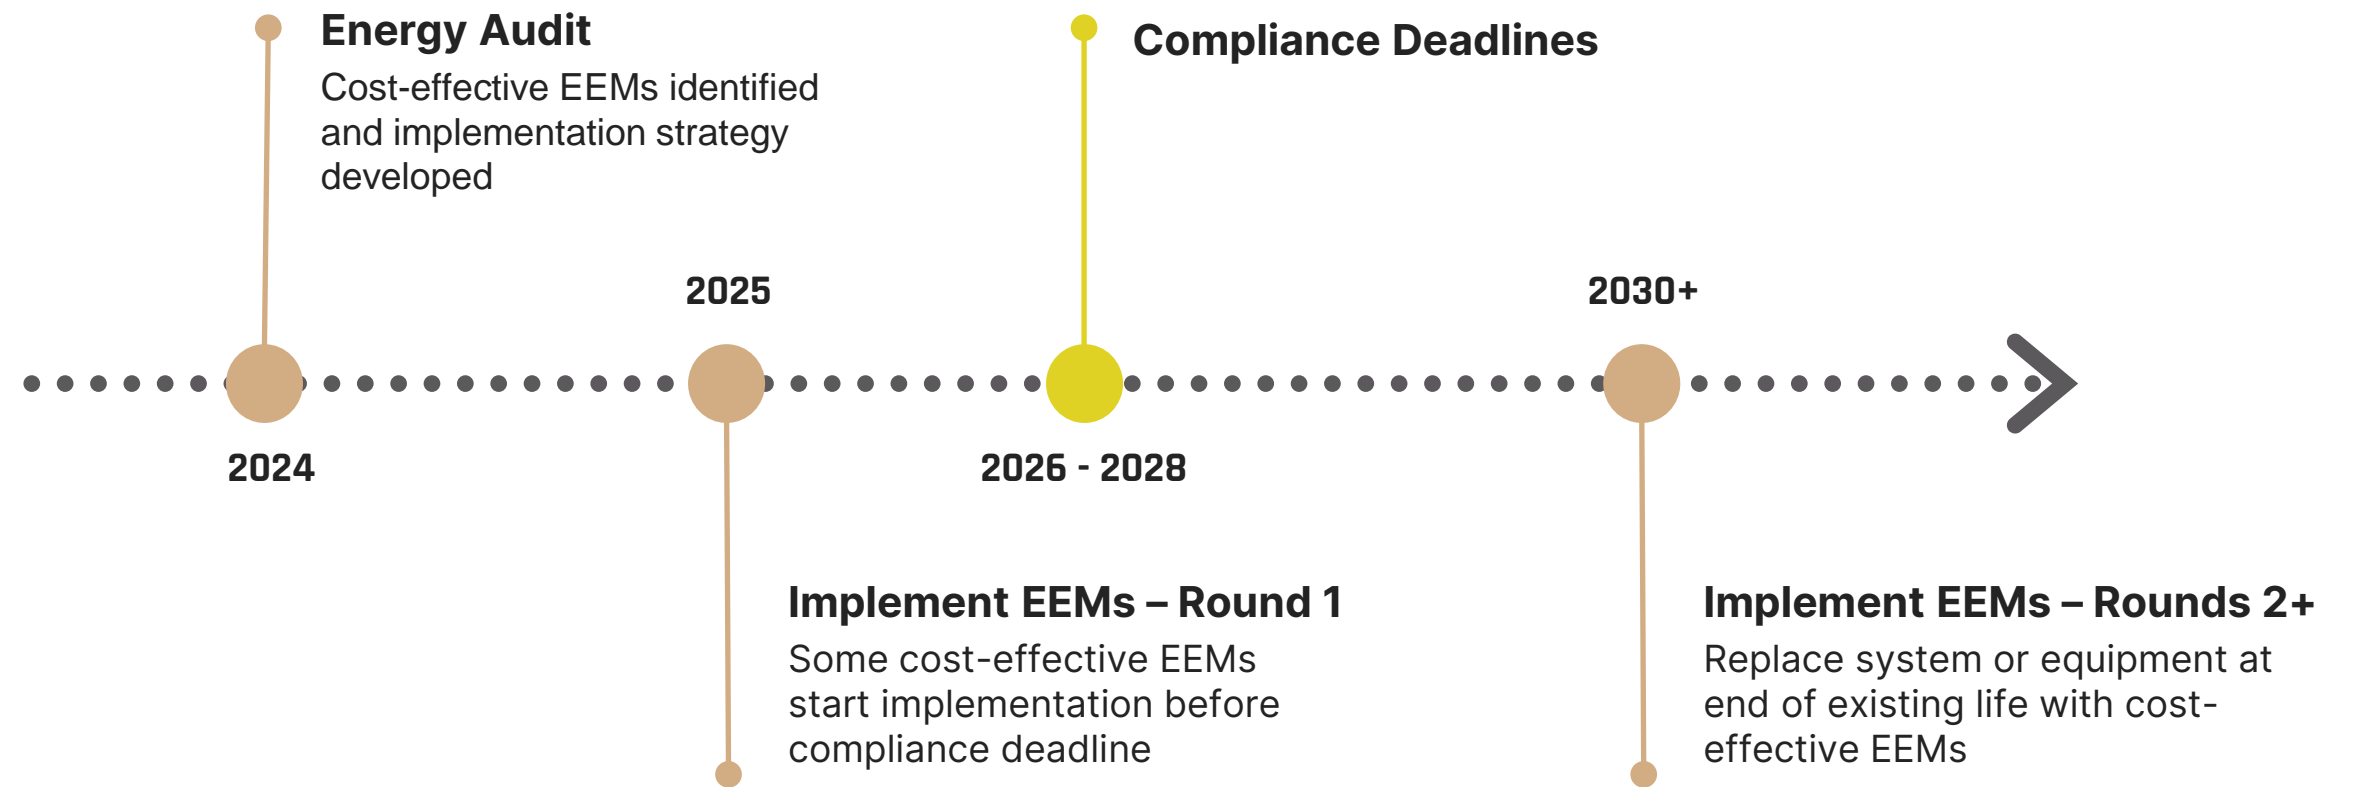 Energy Audit
Cost-effective EEMs identified
and implementation strategy
developed
Compliance Deadlines
2025
2030+
2024
2026 - 2028
Implement EEMs – Round 1
Some cost-effective EEMs
start implementation before
compliance deadline
Implement EEMs – Rounds 2+
Replace system or equipment at
end of existing life with cost-
effective EEMs